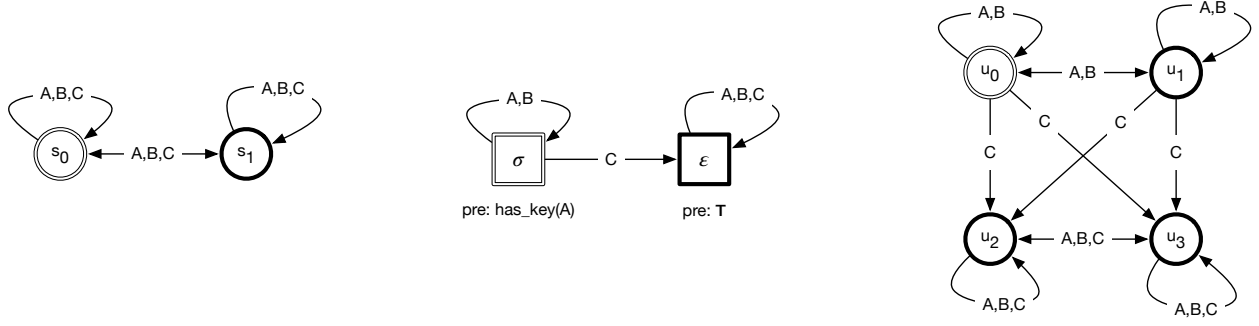 A,B,C
s0
A,B,C
A,B,C
s1
A,B
σ
pre: has_key(A)
C
A,B,C
ε
pre: T
A,B
u0
A,B
A,B
u1
C
C
C
C
u2
A,B,C
A,B,C
u3
A,B,C